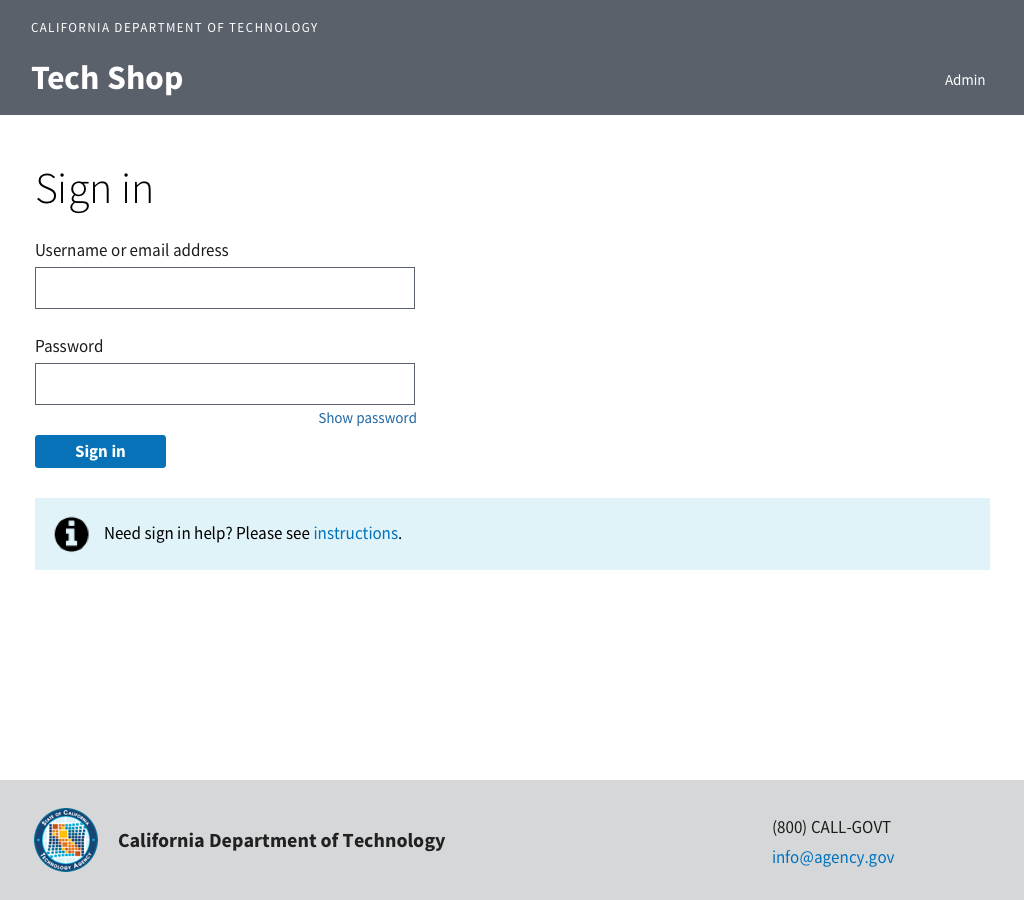 CALIFORNIA DEPARTMENT OF TECHNOLOGY
Tech Shop
Admin
Sign in
Username or email address
Password
Show password
Sign in
Need sign in help? Please see instructions.
STATE OF CALIFORNIA
TECHNOLOGY AGENCY
California Department of Technology
(800) CALL-GOVT
info@agency.gov